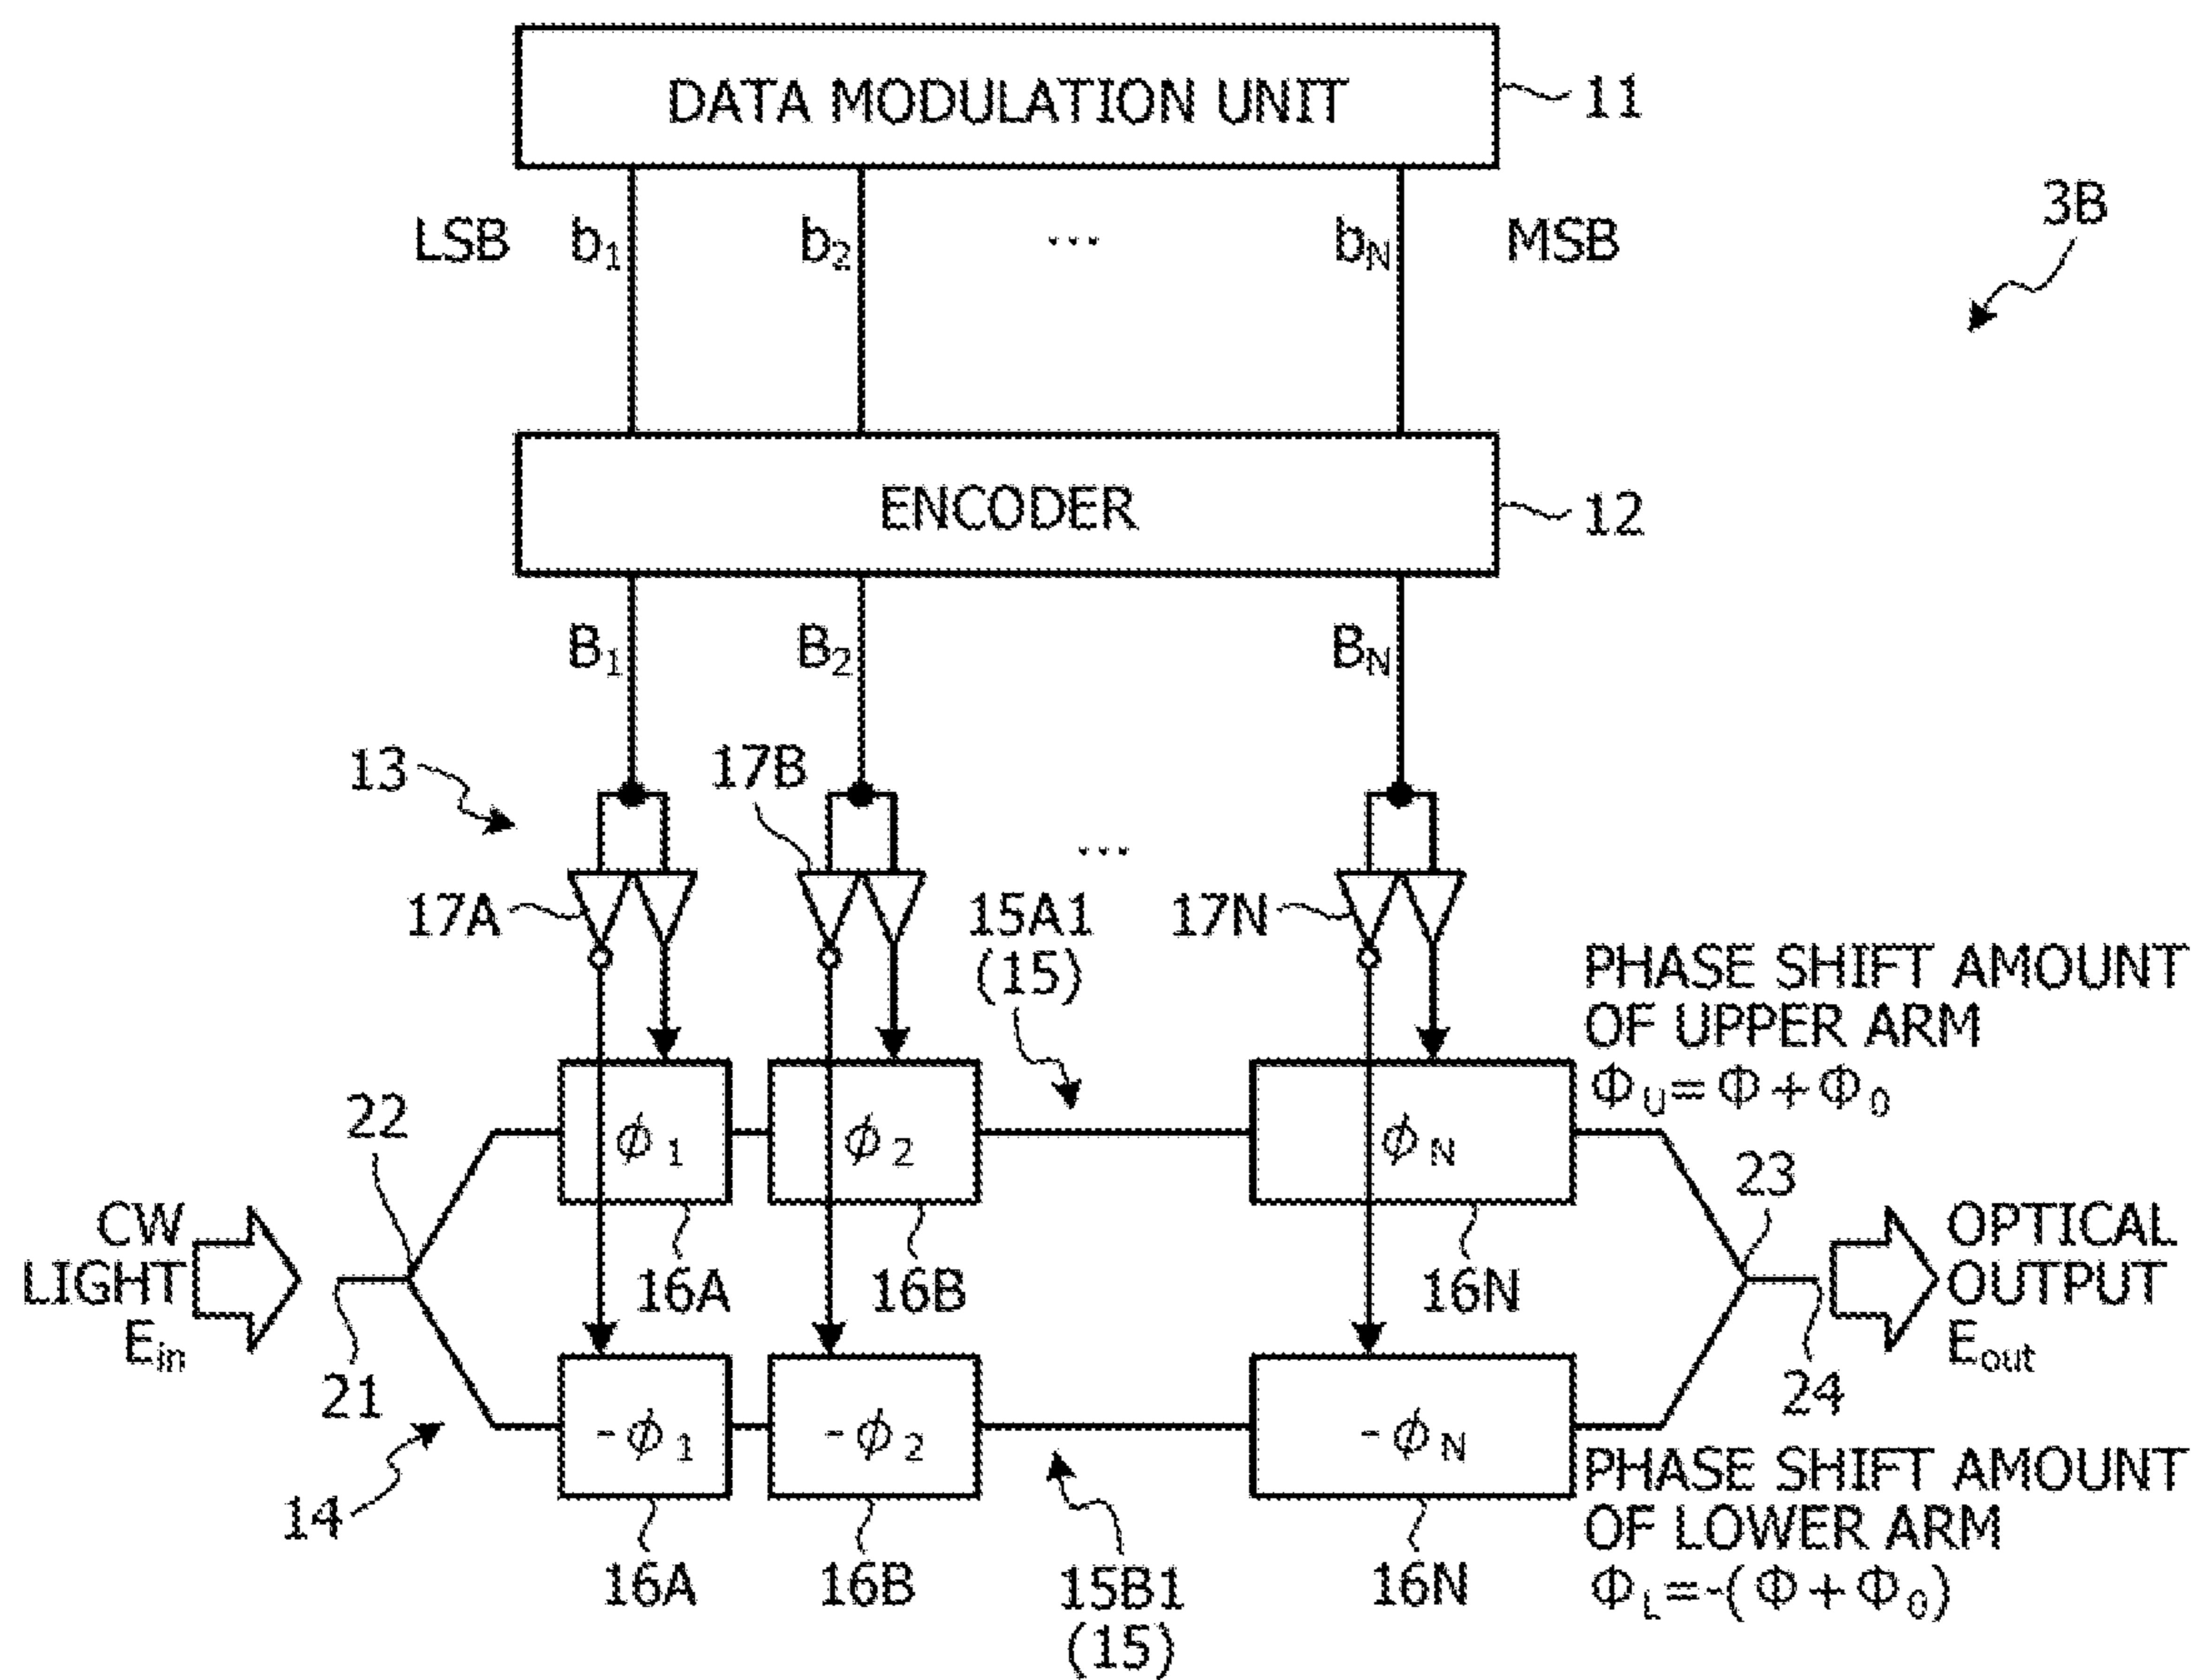 DATA MODULATION UNIT
11
3B
LSB b1 b2 ... bN MSB
ENCODER
12
B1 B2 BN
13
17B
...
17A
15A1
(15)
17N
PHASE SHIFT AMOUNT
OF UPPER ARM
ΦU=Φ+Φ0
22
ϕ1 ϕ2 ϕN
23
CW
LIGHT
Ein
16A 16B 16N
OPTICAL
OUTPUT
Eout
21
24
-ϕ1 -ϕ2 -ϕN
14
PHASE SHIFT AMOUNT
OF LOWER ARM
ΦL=-(Φ+Φ0)
16A 16B 15B1
(15)
16N